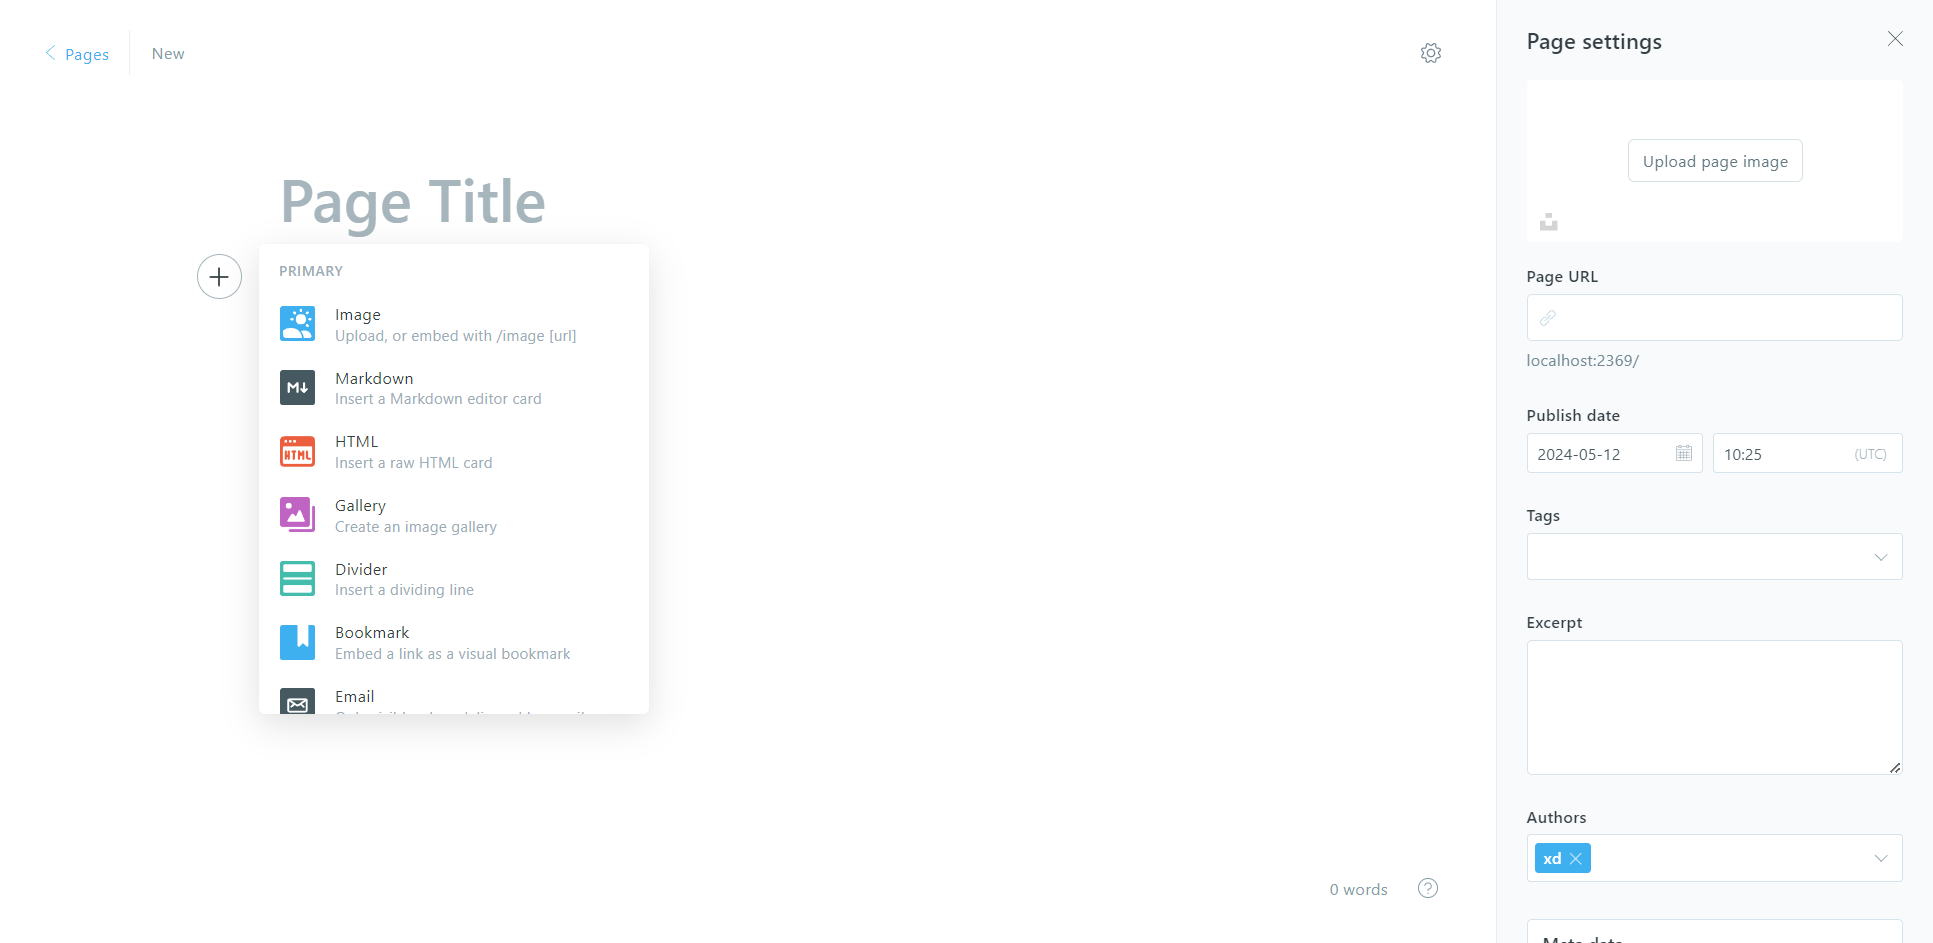 Pages
New
Page Title
PRIMARY
Image
Upload, or embed with /image [url]
M
Markdown
Insert a Markdown editor card
HTML
HTML
Insert a raw HTML card
Gallery
Create an image gallery
Divider
Insert a dividing line
Bookmark
Embed a link as a visual bookmark
Email
0 words
?
Page settings
Upload page image
Page URL
localhost:2369/
Publish date
2024-05-12
10:25
(UTC)
Tags
Excerpt
Authors
xd
Meta data